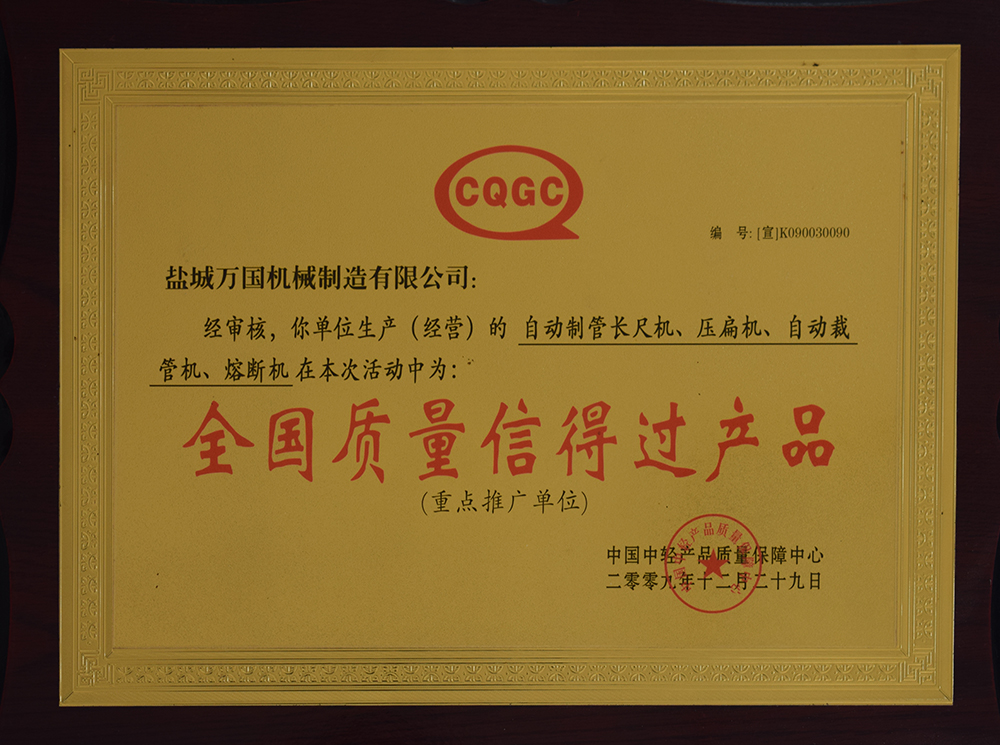 CQGC
编 号: [宣]K090030090
盐城万国机械制造有限公司:
经审核，你单位生产（经营）的 自动制管长尺机、压扁机、自动裁
管机、熔断机在本次活动中为：
全国质量信得过产品
(重点推广单位)
中国中轻产品质量保障中心
二零零九年十二月二十九日